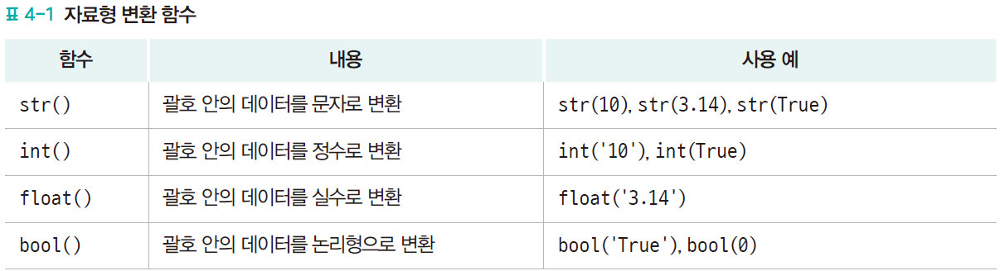 표 4-1 자료형 변환 함수
함수 내용 사용 예
str() 괄호 안의 데이터를 문자로 변환 str(10), str(3.14), str(True)
int() 괄호 안의 데이터를 정수로 변환 int('10'), int(True)
float() 괄호 안의 데이터를 실수로 변환 float('3.14')
bool() 괄호 안의 데이터를 논리형으로 변환 bool('True'), bool(0)